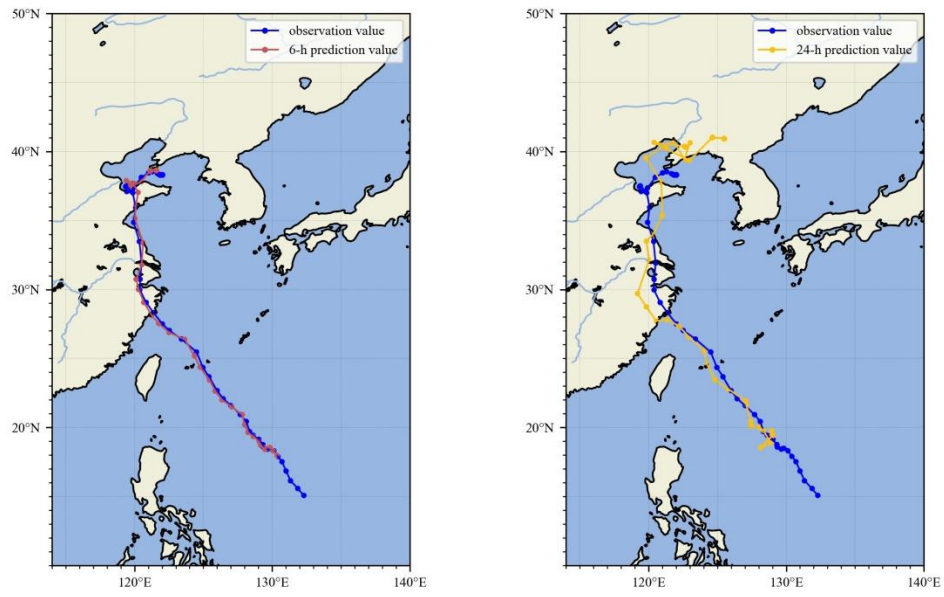 50°N
observation value
6-h prediction value
40°N
30°N
20°N
120°E
130°E
140°E
50°N
observation value
24-h prediction value
40°N
30°N
20°N
120°E
130°E
140°E